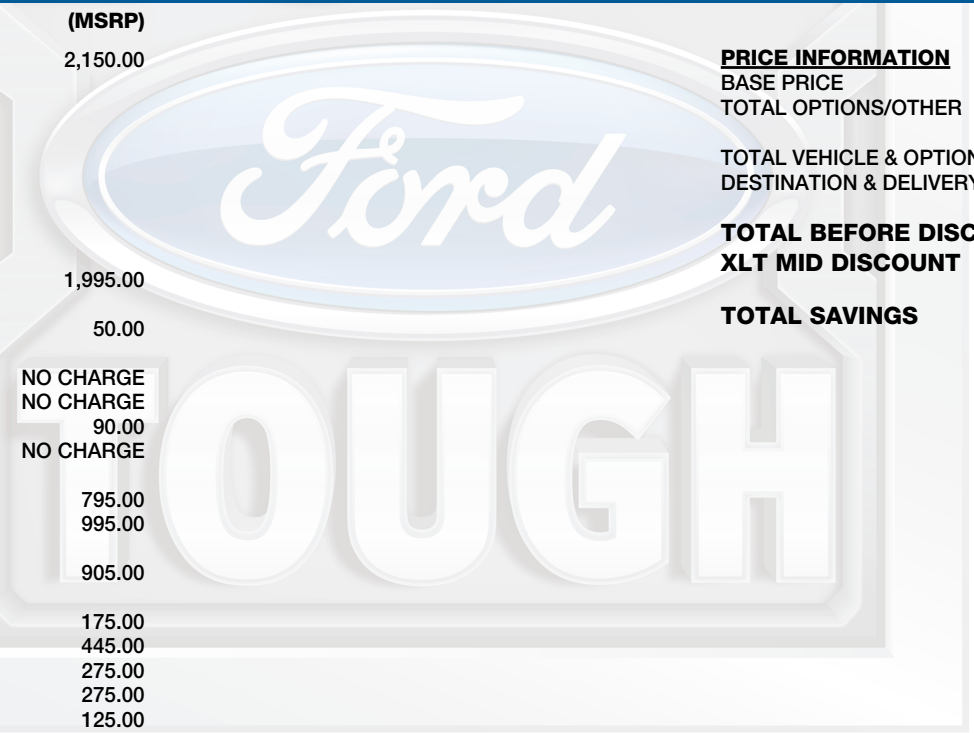 (MSRP)
2,150.00
1,995.00
50.00
NO CHARGE
NO CHARGE
90.00
NO CHARGE
795.00
995.00
905.00
175.00
445.00
275.00
275.00
125.00
PRICE INFORMATION
BASE PRICE
TOTAL OPTIONS/OTHER
TOTAL VEHICLE & OPTION
DESTINATION & DELIVERY
TOTAL BEFORE DISC
XLT MID DISCOUNT
TOTAL SAVINGS
Ford
TOUGH